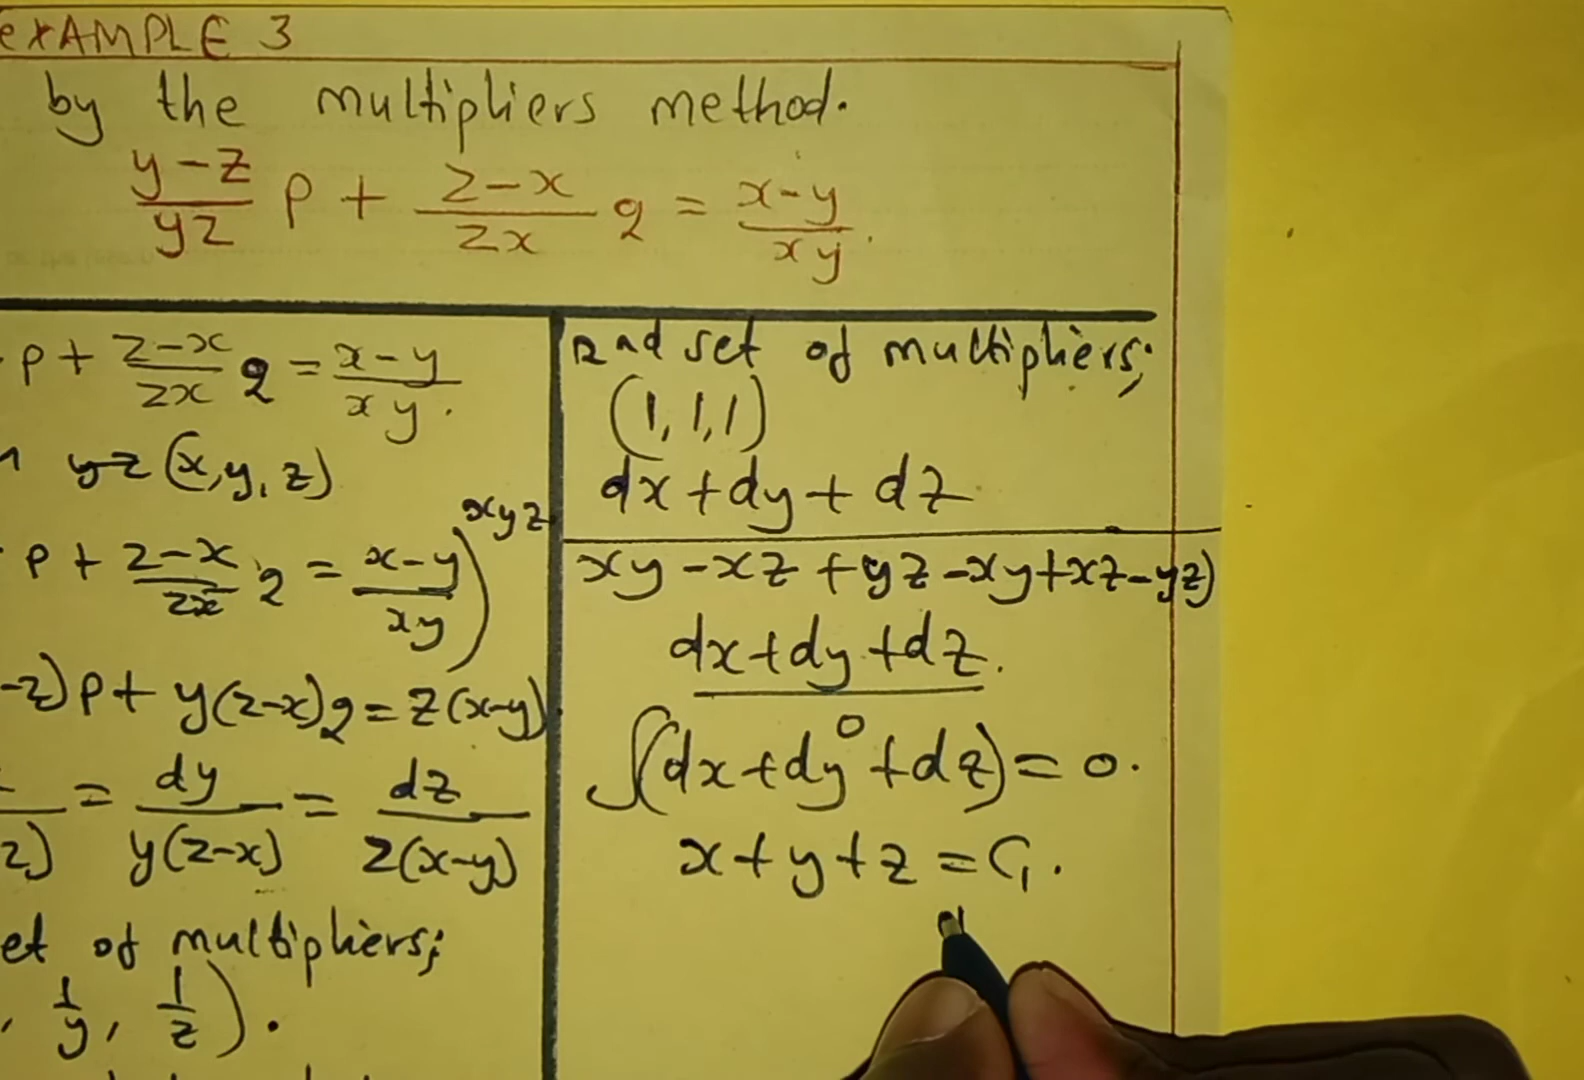 EXAMPLE 3
by the multipliers method.
y-z/yz p + z-x/zx q = x-y/xy.
p + z-x/zx q = x-y/xy.
yz(x,y,z)
p + z-x/zx q = x-y/xy) xyz
-z)p + y(z-x)q = z(x-y)
= dy/y(z-x) = dz/z(x-y)
z)
et of multipliers;
, 1/y, 1/z).
2nd set of multipliers;
(1,1,1)
dx+dy+dz
xy-xz+yz-xy+xz-yz)
dx+dy+dz.
0
∫(dx+dy+dz)=0.
x+y+z=C₁.